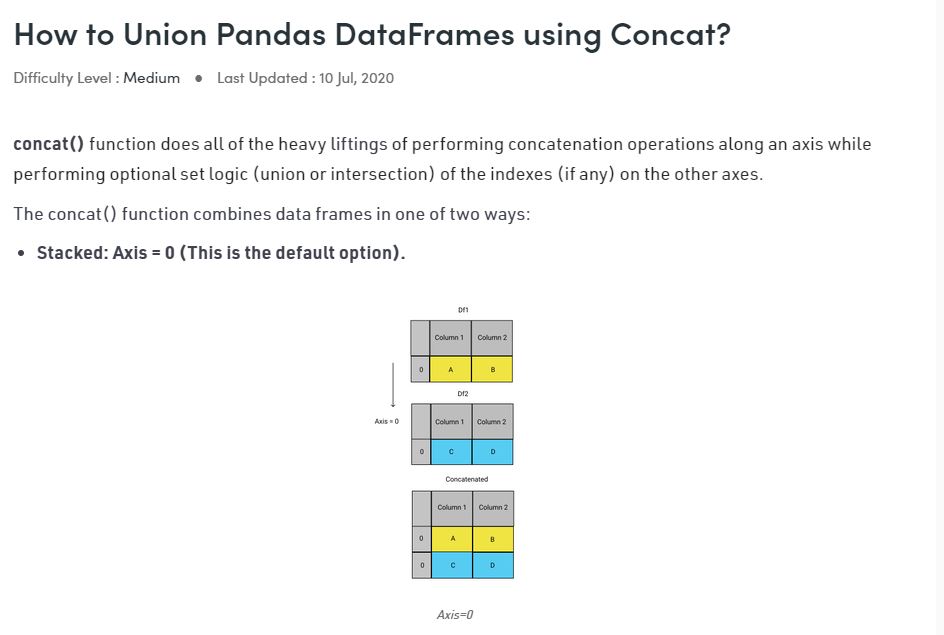 How to Union Pandas DataFrames using Concat?
Difficulty Level : Medium ● Last Updated : 10 Jul, 2020
concat() function does all of the heavy liftings of performing concatenation operations along an axis while
performing optional set logic (union or intersection) of the indexes (if any) on the other axes.
The concat() function combines data frames in one of two ways:
• Stacked: Axis = 0 (This is the default option).
Df1
Column 1 Column 2
0 A B
Df2
Axis = 0
Column 1 Column 2
0 C D
Concatenated
Column 1 Column 2
0 A B
0 C D
Axis=0